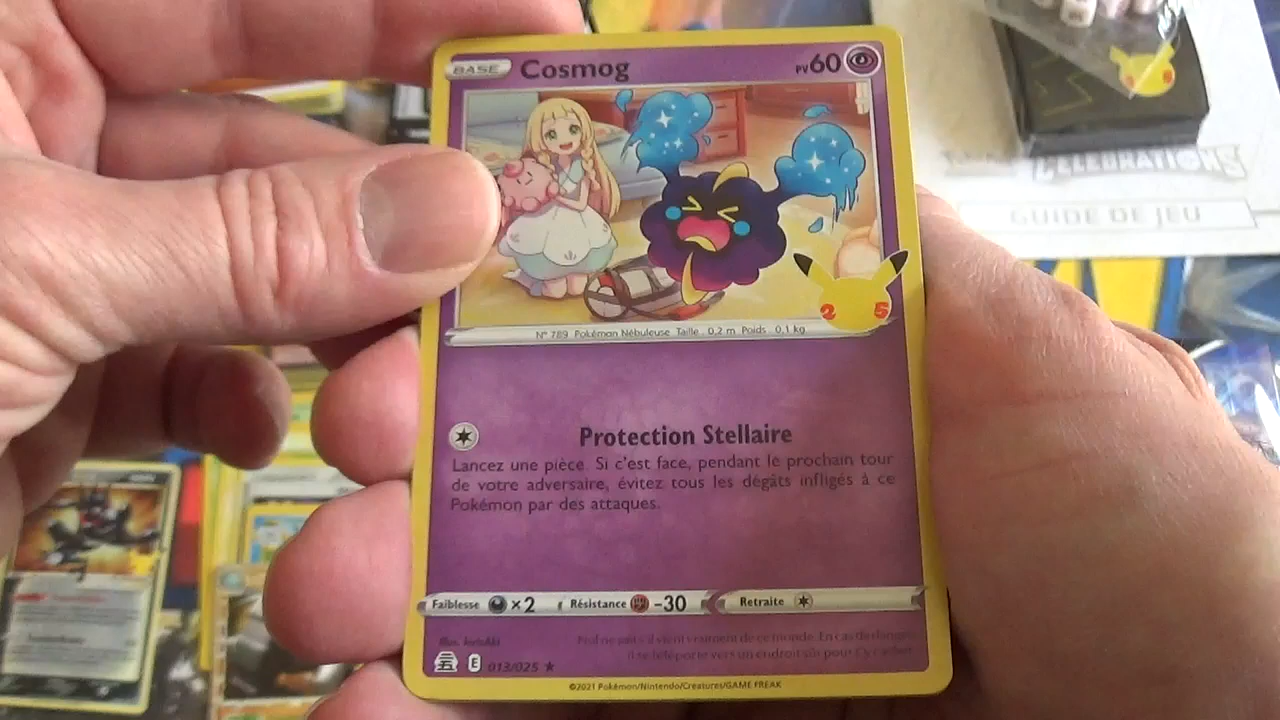 BASE Cosmog PV60
25
N° 789 Pokémon Nébuleuse Taille 0,2 m Poids 0,1 kg
Protection Stellaire
Lancez une pièce. Si c'est face, pendant le prochain tour
de votre adversaire, évitez tous les dégâts infligés à ce
Pokémon par des attaques.
Faiblesse ×2 Résistance -30 Retraite
Illus.
Nul ne sait s'il vient vraiment de ce monde. En cas de danger,
il se téléporte vers un endroit sûr pour s'y cacher.
E 013/025
©2021 Pokémon/Nintendo/Creatures/GAME FREAK
CELEBRATIONS
GUIDE DE JEU